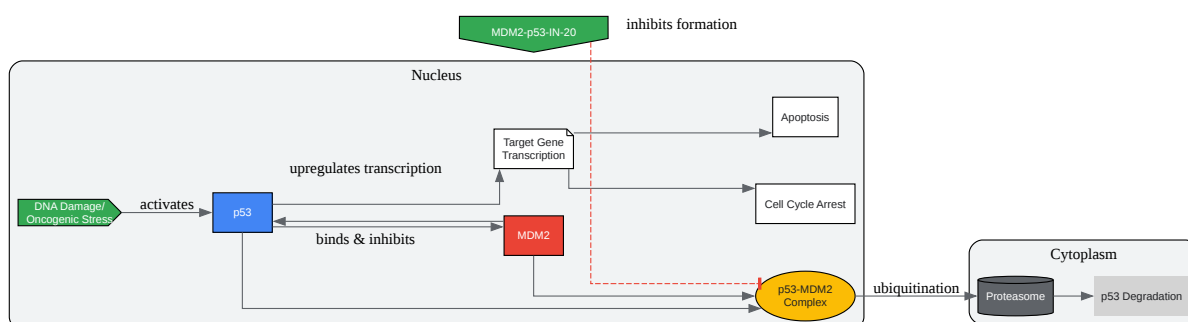 MDM2-p53-IN-20
inhibits formation
Nucleus
Apoptosis
Target Gene
Transcription
upregulates transcription
DNA Damage/
Oncogenic Stress
activates
p53
Cell Cycle Arrest
MDM2
binds & inhibits
Cytoplasm
p53-MDM2
Complex
ubiquitination
Proteasome
p53 Degradation